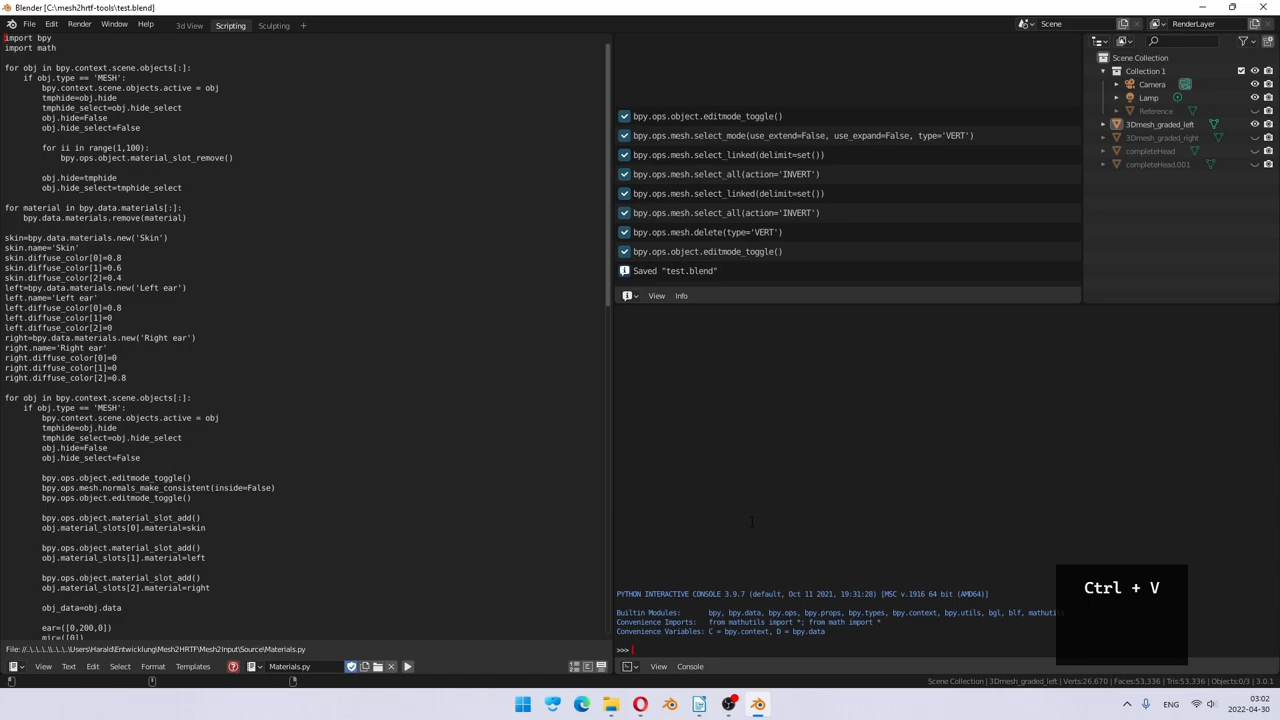 Blender [C:\mesh2hrtf-tools\test.blend]
File Edit Render Window Help 3d View Scripting Sculpting + Scene RenderLayer
import bpy
import math
for obj in bpy.context.scene.objects[:]:
if obj.type == 'MESH':
bpy.context.scene.objects.active = obj
tmphide=obj.hide
tmphide_select=obj.hide_select
obj.hide=False
obj.hide_select=False
for ii in range(1,100):
bpy.ops.object.material_slot_remove()
obj.hide=tmphide
obj.hide_select=tmphide_select
for material in bpy.data.materials[:]:
bpy.data.materials.remove(material)
skin=bpy.data.materials.new('Skin')
skin.name='Skin'
skin.diffuse_color[0]=0.8
skin.diffuse_color[1]=0.6
skin.diffuse_color[2]=0.4
left=bpy.data.materials.new('Left ear')
left.name='Left ear'
left.diffuse_color[0]=0.8
left.diffuse_color[1]=0
left.diffuse_color[2]=0
right=bpy.data.materials.new('Right ear')
right.name='Right ear'
right.diffuse_color[0]=0
right.diffuse_color[1]=0
right.diffuse_color[2]=0.8
for obj in bpy.context.scene.objects[:]:
if obj.type == 'MESH':
bpy.context.scene.objects.active = obj
tmphide=obj.hide
tmphide_select=obj.hide_select
obj.hide=False
obj.hide_select=False
bpy.ops.object.editmode_toggle()
bpy.ops.mesh.normals_make_consistent(inside=False)
bpy.ops.object.editmode_toggle()
bpy.ops.object.material_slot_add()
obj.material_slots[0].material=skin
bpy.ops.object.material_slot_add()
obj.material_slots[1].material=left
bpy.ops.object.material_slot_add()
obj.material_slots[2].material=right
obj_data=obj.data
ear=([0,200,0])
mic=([0])
File: //..\..\..\..\..\..\Users\Harald\Entwicklung\Mesh2HRTF\Mesh2Input\Source\Materials.py
View Text Edit Select Format Templates Materials.py
bpy.ops.object.editmode_toggle()
bpy.ops.mesh.select_mode(use_extend=False, use_expand=False, type='VERT')
bpy.ops.mesh.select_linked(delimit=set())
bpy.ops.mesh.select_all(action='INVERT')
bpy.ops.mesh.select_linked(delimit=set())
bpy.ops.mesh.select_all(action='INVERT')
bpy.ops.mesh.delete(type='VERT')
bpy.ops.object.editmode_toggle()
Saved "test.blend"
View Info
PYTHON INTERACTIVE CONSOLE 3.9.7 (default, Oct 11 2021, 19:31:28) [MSC v.1916 64 bit (AMD64)]
Builtin Modules: bpy, bpy.data, bpy.ops, bpy.props, bpy.types, bpy.context, bpy.utils, bgl, blf, mathutils
Convenience Imports: from mathutils import *; from math import *
Convenience Variables: C = bpy.context, D = bpy.data
>>>
View Console
Scene Collection
Collection 1
Camera
Lamp
Reference
3Dmesh_graded_left
3Dmesh_graded_right
completeHead
completeHead.001
Ctrl + V
Scene Collection | 3Dmesh_graded_left | Verts:26,670 | Faces:53,336 | Tris:53,336 | Objects:0/3 | 3.0.1
ENG
03:02
2022-04-30